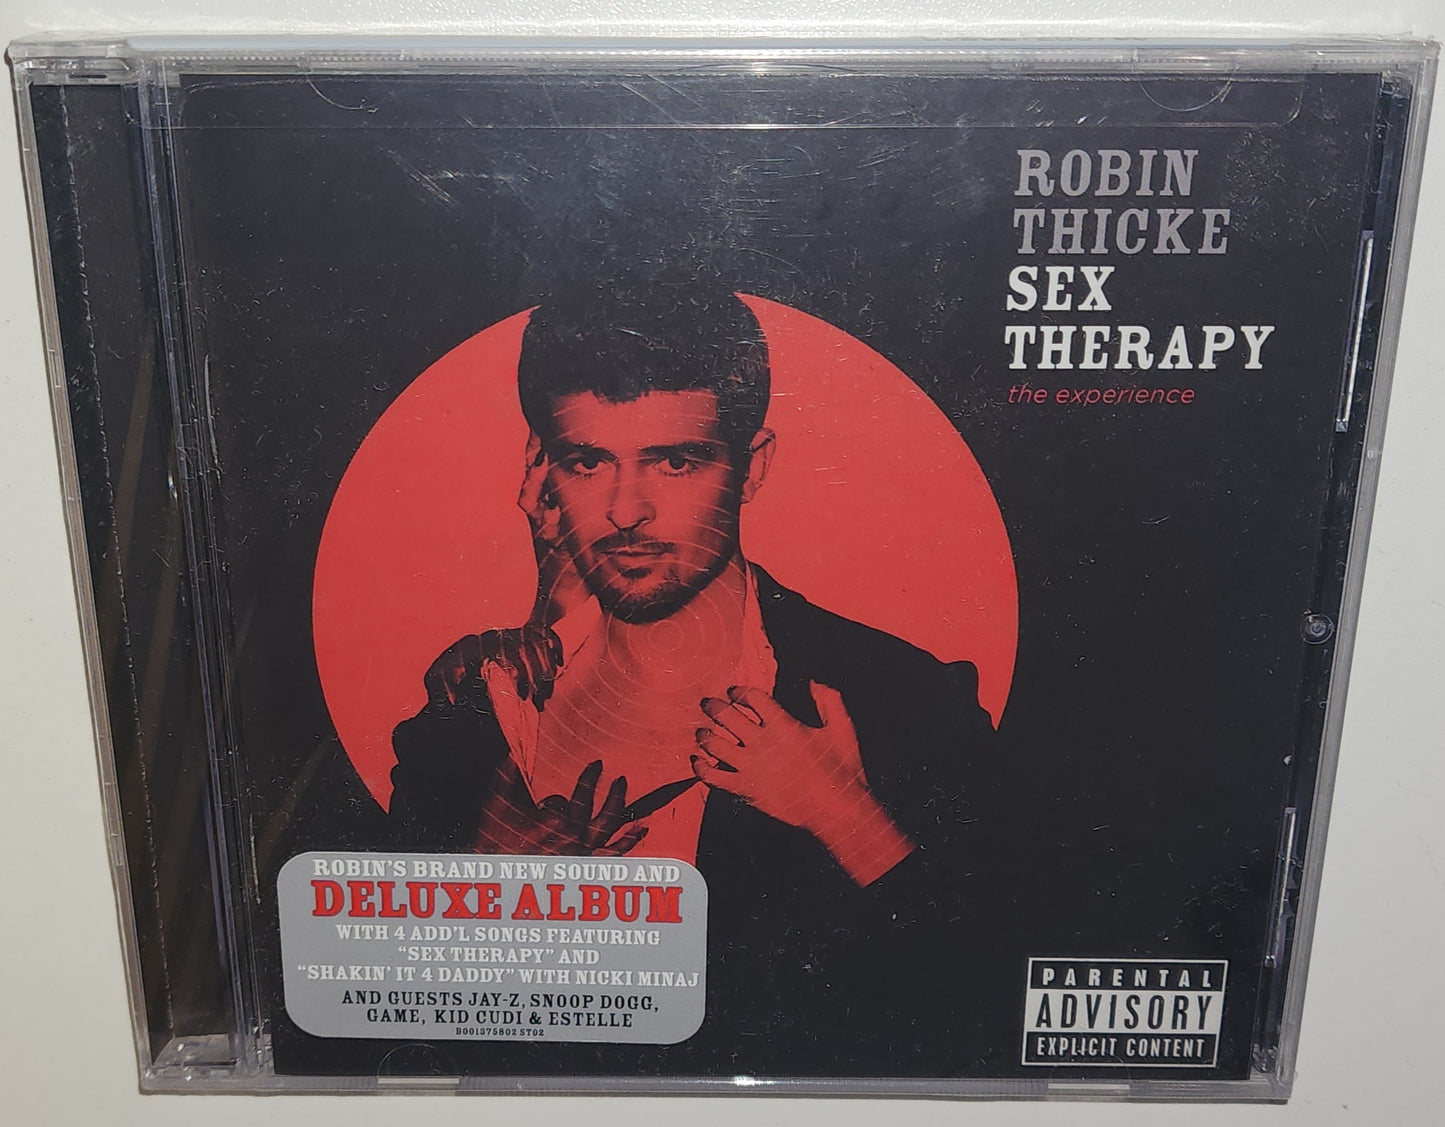 ROBIN
THICKE
SEX
THERAPY
the experience
ROBIN'S BRAND NEW SOUND AND
DELUXE ALBUM
WITH 4 ADD'L SONGS FEATURING
"SEX THERAPY" AND
"SHAKIN' IT 4 DADDY" WITH NICKI MINAJ
AND GUESTS JAY-Z, SNOOP DOGG,
GAME, KID CUDI & ESTELLE
B001375802 ST02
PARENTAL
ADVISORY
EXPLICIT CONTENT